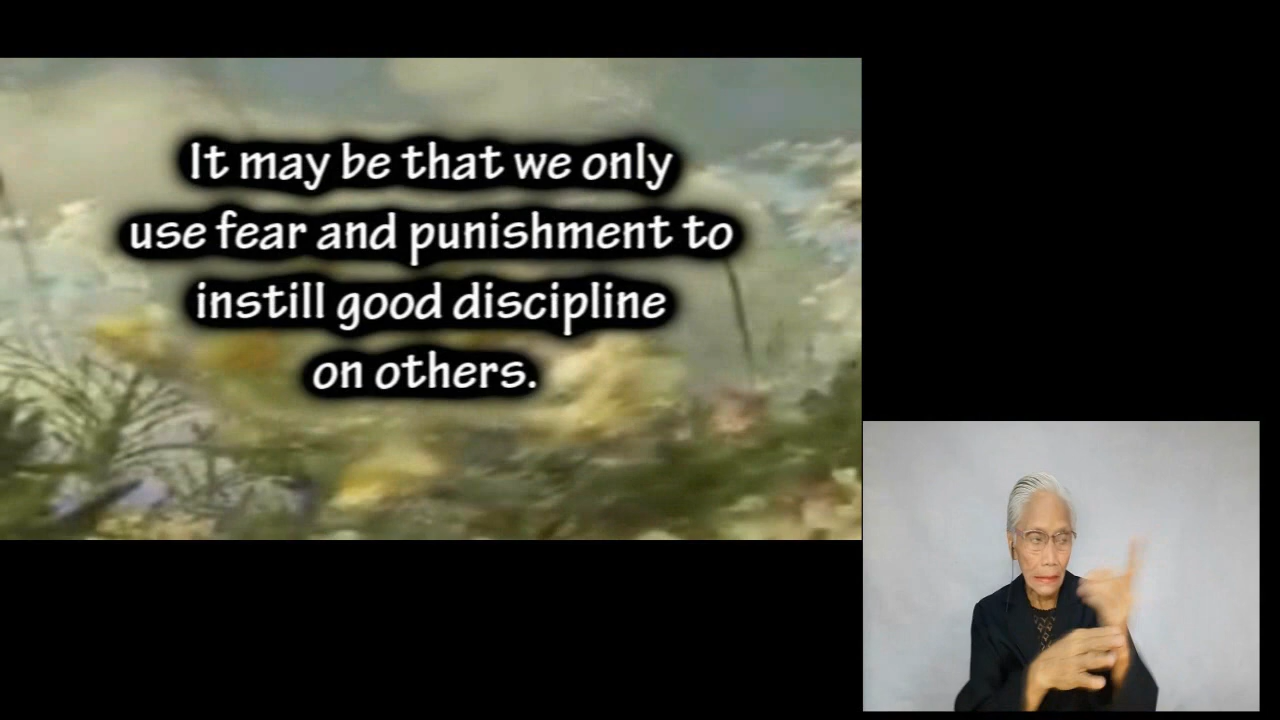 It may be that we only
use fear and punishment to
instill good discipline
on others.